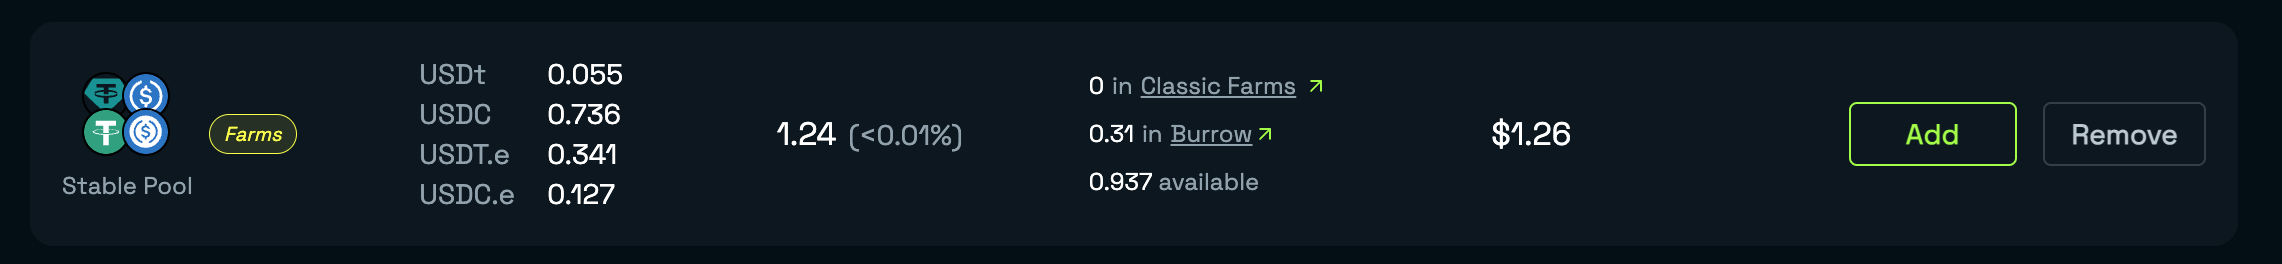 Stable Pool
Farms
USDt 0.055
USDC 0.736
USDT.e 0.341
USDC.e 0.127
1.24 (<0.01%)
0 in Classic Farms
0.31 in Burrow
0.937 available
$1.26
Add
Remove